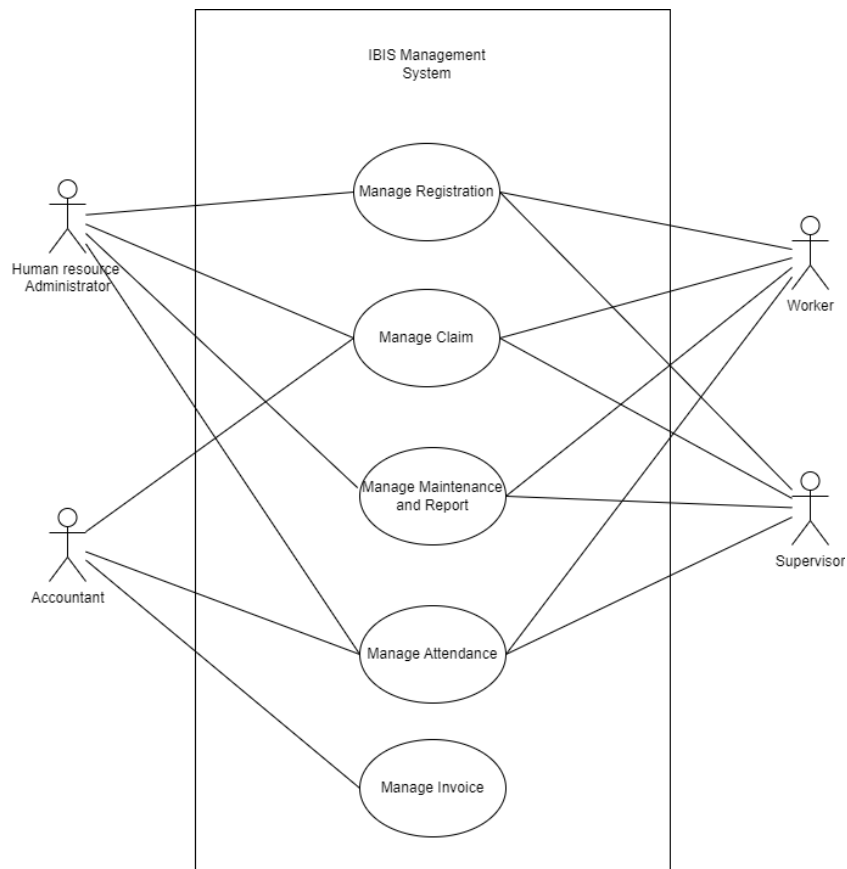 IBIS Management
System
Manage Registration
Human resource
Administrator
Worker
Manage Claim
Manage Maintenance
and Report
Supervisor
Accountant
Manage Attendance
Manage Invoice